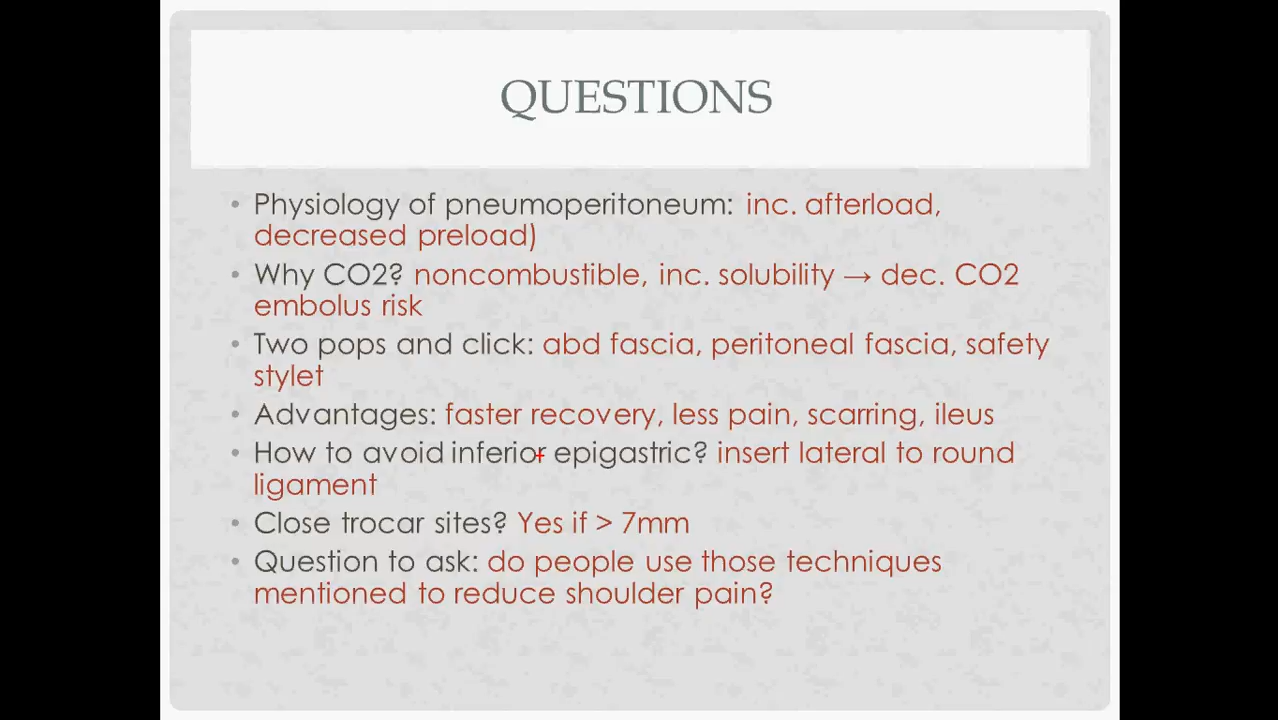 QUESTIONS
• Physiology of pneumoperitoneum: inc. afterload,
decreased preload)
• Why CO2? noncombustible, inc. solubility → dec. CO2
embolus risk
• Two pops and click: abd fascia, peritoneal fascia, safety
stylet
• Advantages: faster recovery, less pain, scarring, ileus
• How to avoid inferior epigastric? insert lateral to round
ligament
• Close trocar sites? Yes if > 7mm
• Question to ask: do people use those techniques
mentioned to reduce shoulder pain?